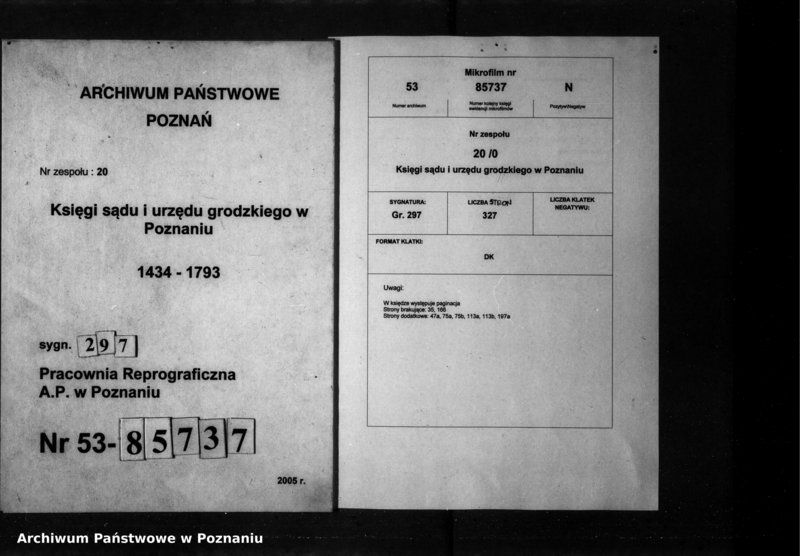 ARCHIWUM PAŃSTWOWE
POZNAŃ
Nr zespołu : 20
Księgi sądu i urzędu grodzkiego w
Poznaniu
1434 - 1793
sygn. 297
Pracownia Reprograficzna
A.P. w Poznaniu
Nr 53-85737
2005 r.
Mikrofilm nr
53 85737 N
Numer archiwum Numer kolejny księgi ewidencji mikrofilmów Pozytyw/Negatyw
Nr zespołu
20 /0
Księgi sądu i urzędu grodzkiego w Poznaniu
SYGNATURA: LICZBA STRON LICZBA KLATEK
NEGATYWU:
Gr. 297 327
FORMAT KLATKI:
DK
Uwagi:
W księdze występuje paginacja
Strony brakujące: 35, 166
Strony dodatkowe: 47a, 75a, 75b, 113a, 113b, 197a
Archiwum Państwowe w Poznaniu